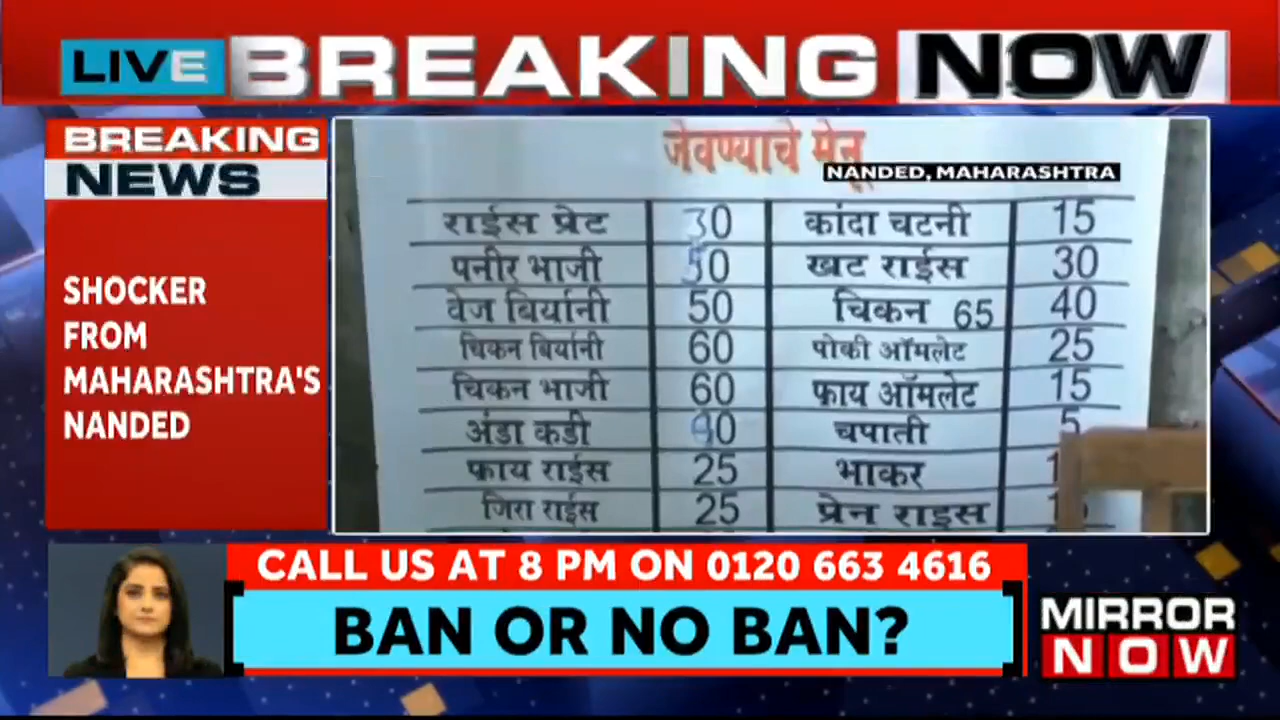 LIVE BREAKING NOW
BREAKING
NEWS
SHOCKER
FROM
MAHARASHTRA'S
NANDED
जेवण्याचे मेनू
NANDED, MAHARASHTRA
राईस प्रेट 30 कांदा चटनी 15
पनीर भाजी 50 खट राईस 30
वेज बिर्यानी 50 चिकन 65 40
चिकन बिर्यानी 60 पोकी ऑमलेट 25
चिकन भाजी 60 फाय ऑमलेट 15
अंडा कडी 40 चपाती 5
फाय राईस 25 भाकर
जिरा राईस 25 प्रेन राइस
CALL US AT 8 PM ON 0120 663 4616
BAN OR NO BAN?
MIRROR
NOW